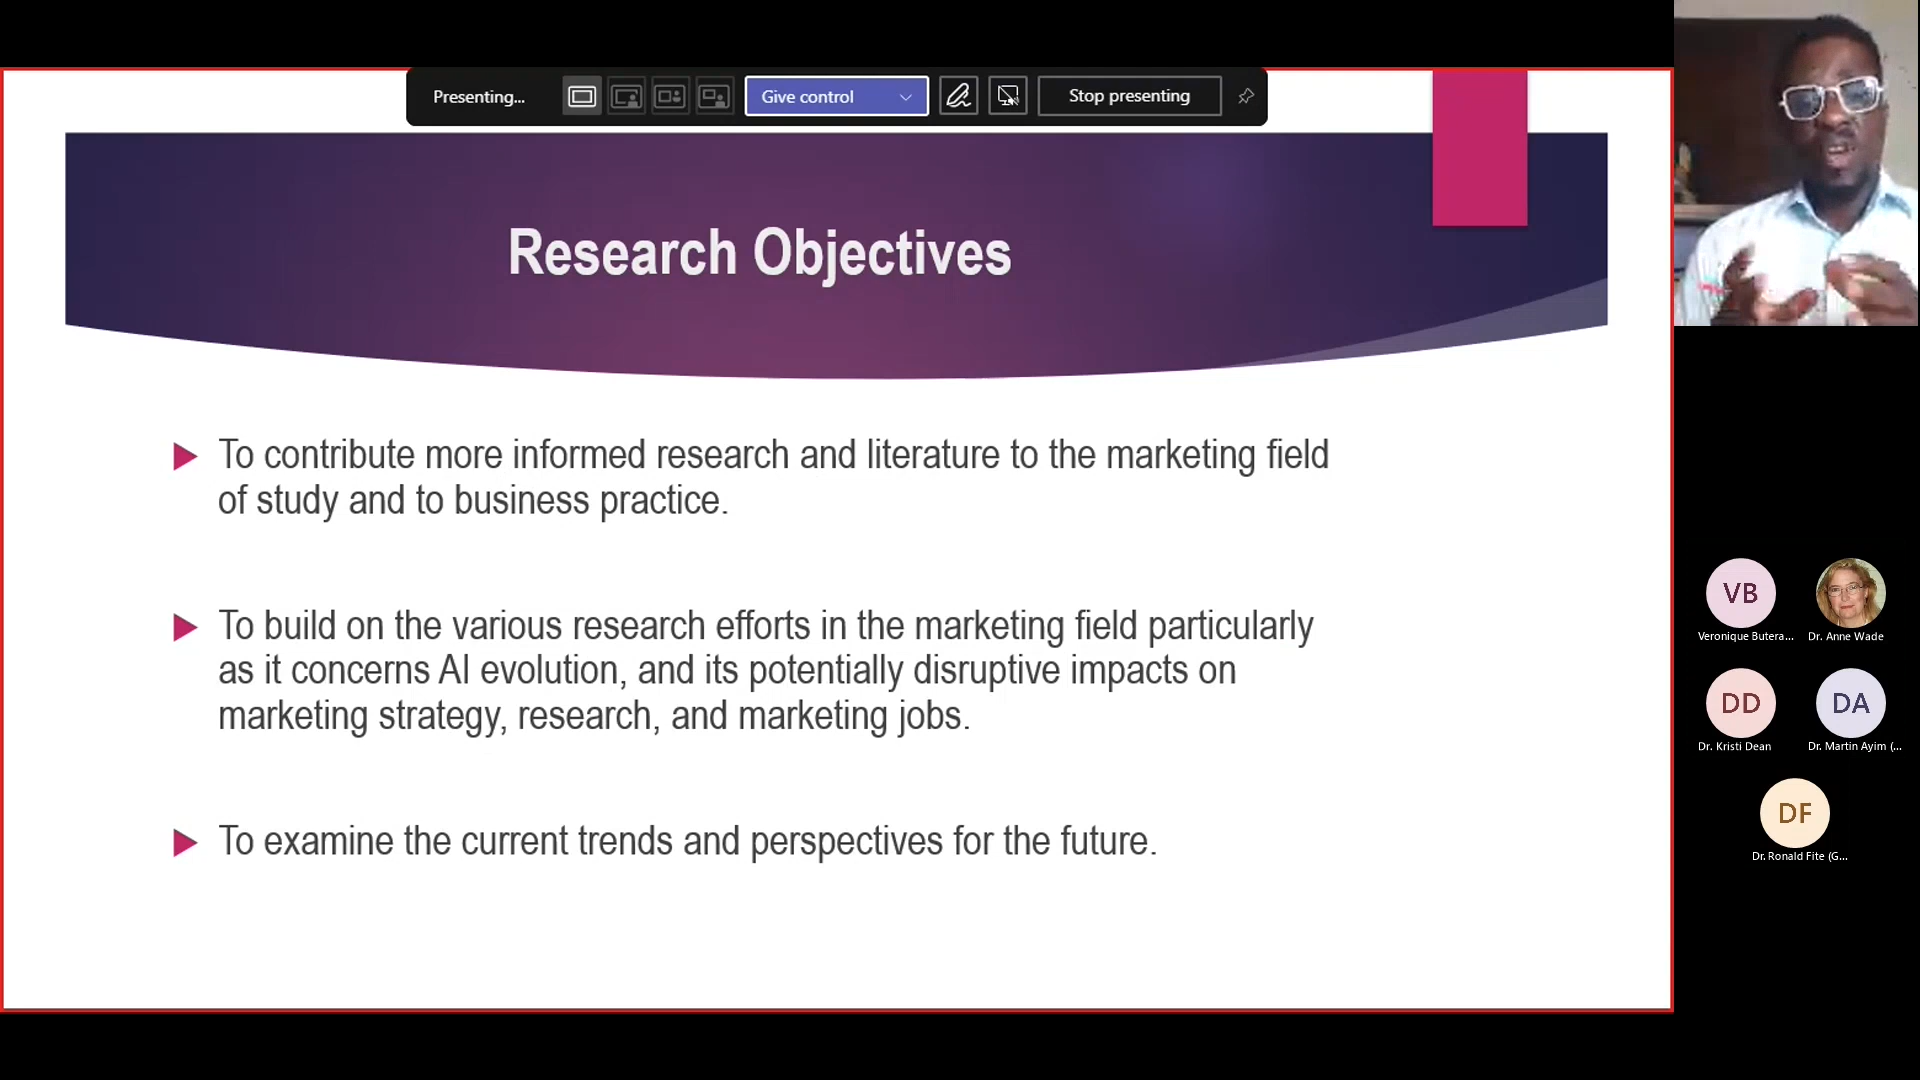 Presenting...
Give control
Stop presenting
Research Objectives
To contribute more informed research and literature to the marketing field
of study and to business practice.
To build on the various research efforts in the marketing field particularly
as it concerns AI evolution, and its potentially disruptive impacts on
marketing strategy, research, and marketing jobs.
To examine the current trends and perspectives for the future.
VB
Veronique Butera...
Dr. Anne Wade
DD
DA
Dr. Kristi Dean
Dr. Martin Ayim (...
DF
Dr. Ronald Fite (G...